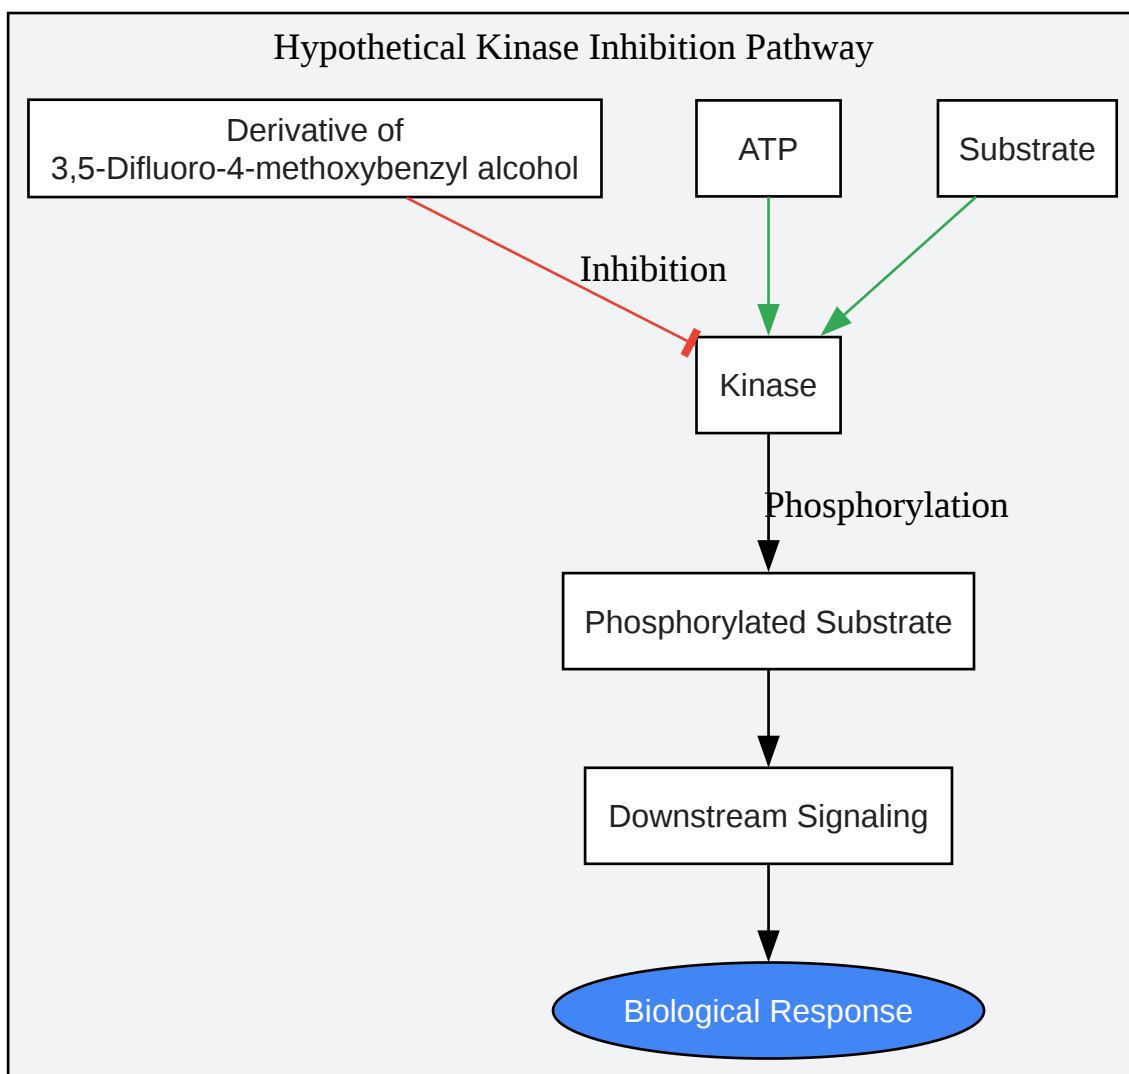 Hypothetical Kinase Inhibition Pathway
Derivative of
3,5-Difluoro-4-methoxybenzyl alcohol
ATP
Substrate
Inhibition
Kinase
Phosphorylation
Phosphorylated Substrate
Downstream Signaling
Biological Response